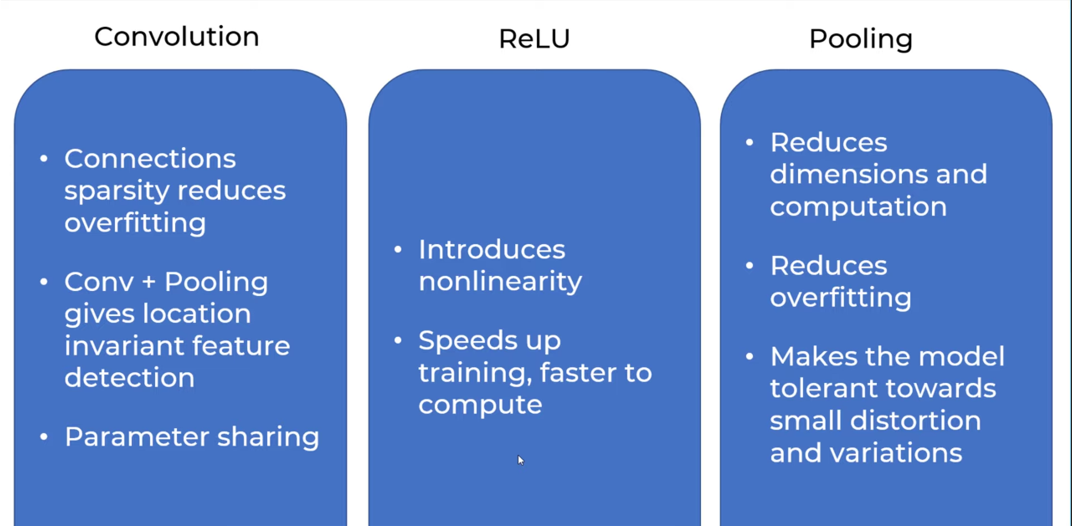 Convolution
• Connections
sparsity reduces
overfitting
• Conv + Pooling
gives location
invariant feature
detection
• Parameter sharing
ReLU
• Introduces
nonlinearity
• Speeds up
training, faster to
compute
Pooling
• Reduces
dimensions and
computation
• Reduces
overfitting
• Makes the model
tolerant towards
small distortion
and variations